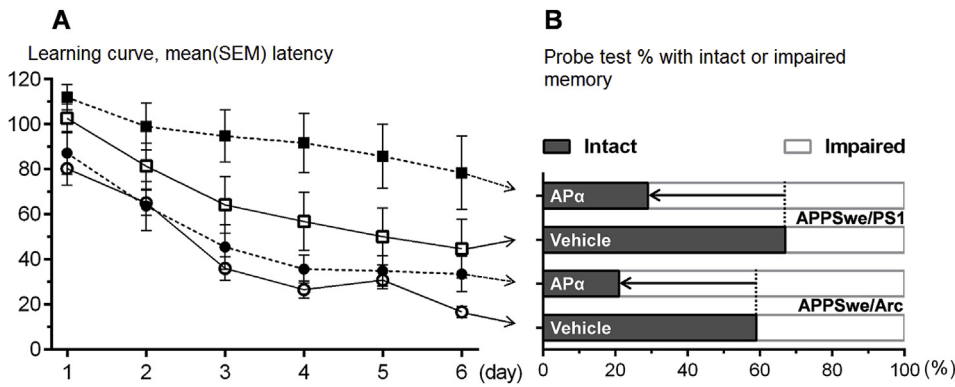 A
Learning curve, mean(SEM) latency
120
100
80
60
40
20
0
1 2 3 4 5 6 (day)
B
Probe test % with intact or impaired
memory
Intact Impaired
APα
APPSwe/PS1
Vehicle
APα
APPSwe/Arc
Vehicle
0 20 40 60 80 100 (%)